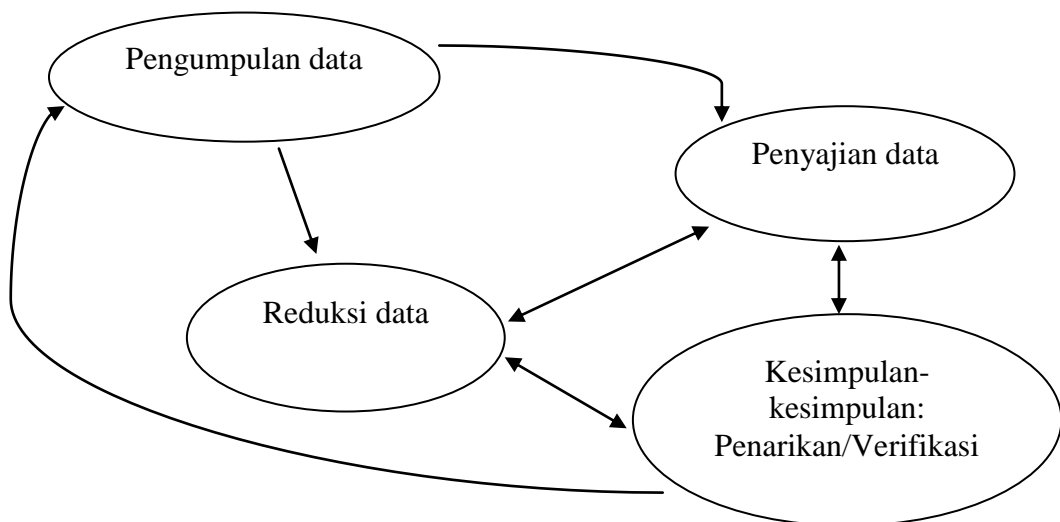 Pengumpulan data
Penyajian data
Reduksi data
Kesimpulan-
kesimpulan:
Penarikan/Verifikasi